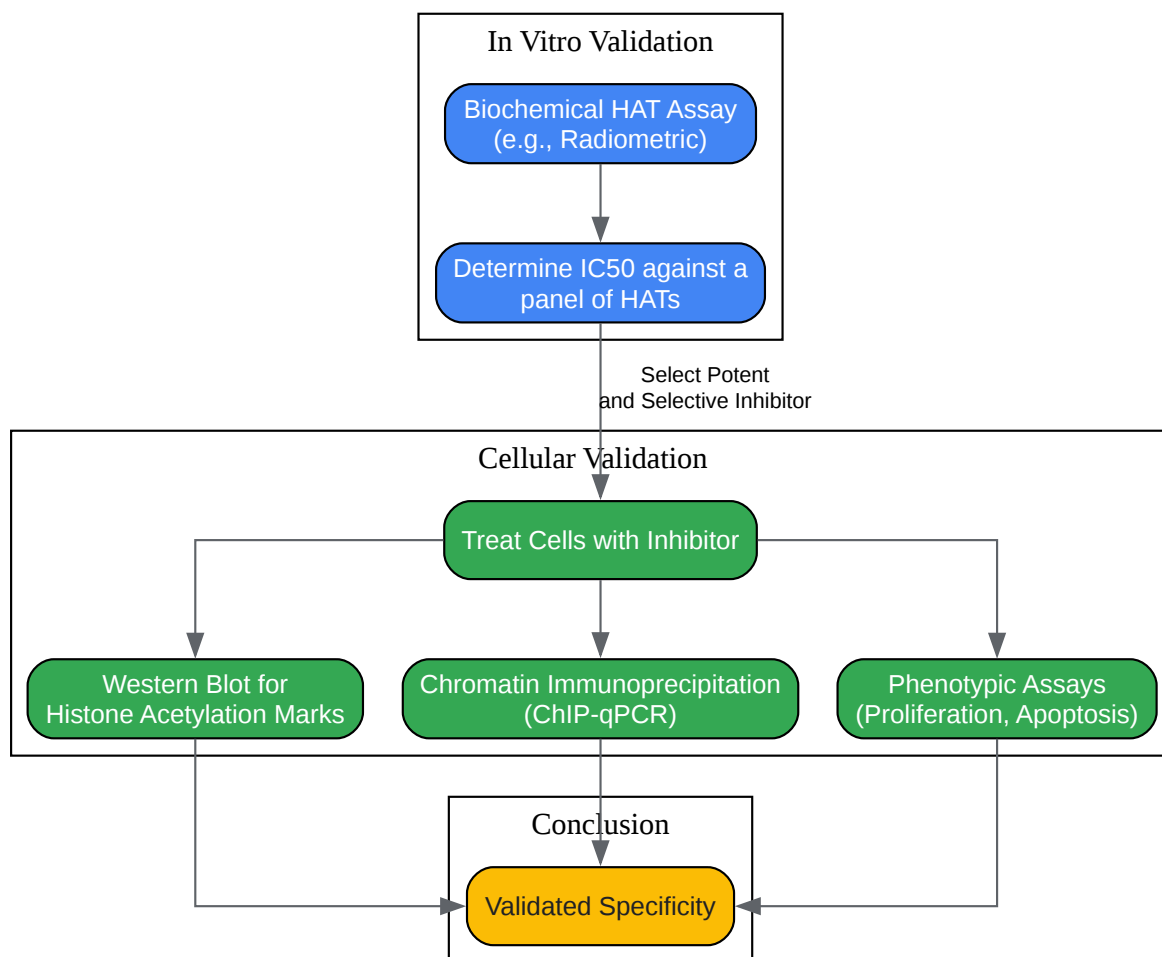 In Vitro Validation
Biochemical HAT Assay
(e.g., Radiometric)
Determine IC50 against a
panel of HATs
Select Potent
and Selective Inhibitor
Cellular Validation
Treat Cells with Inhibitor
Western Blot for
Histone Acetylation Marks
Chromatin Immunoprecipitation
(ChIP-qPCR)
Phenotypic Assays
(Proliferation, Apoptosis)
Conclusion
Validated Specificity